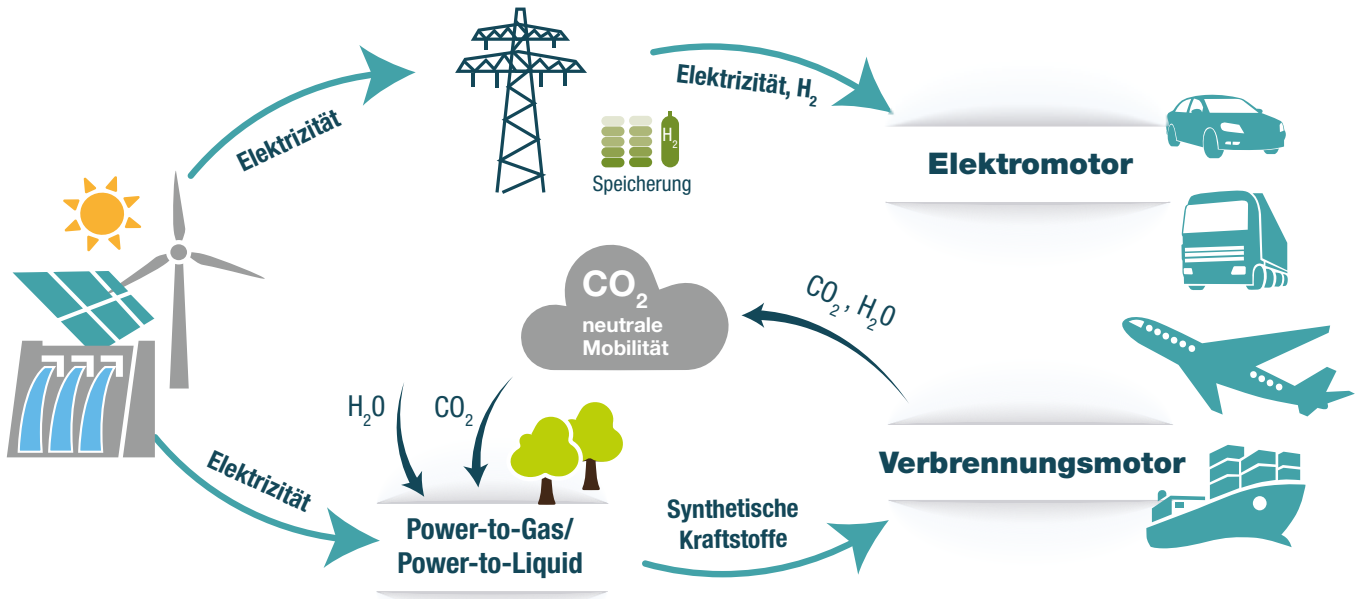 Elektrizität
Elektrizität, H₂
H₂
Speicherung
Elektromotor
CO₂
neutrale
Mobilität
CO₂, H₂O
H₂O
CO₂
Elektrizität
Verbrennungsmotor
Synthetische
Kraftstoffe
Power-to-Gas/
Power-to-Liquid